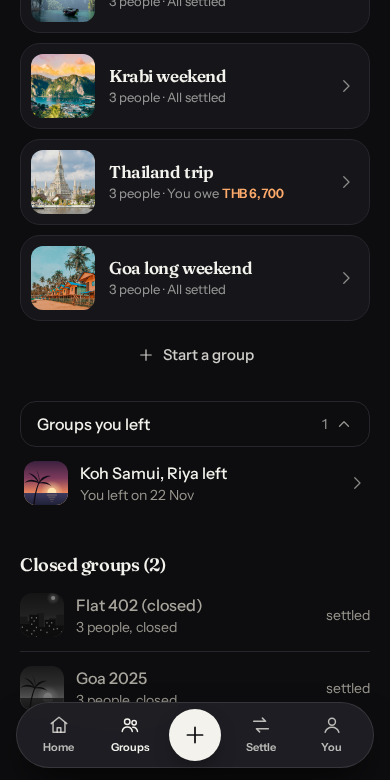 3 people · All settled
Krabi weekend
3 people · All settled
Thailand trip
3 people · You owe THB 6,700
Goa long weekend
3 people · All settled
Start a group
Groups you left 1
Koh Samui, Riya left
You left on 22 Nov
Closed groups (2)
Flat 402 (closed)
3 people, closed
settled
Goa 2025
3 people, closed
settled
Home
Groups
Settle
You